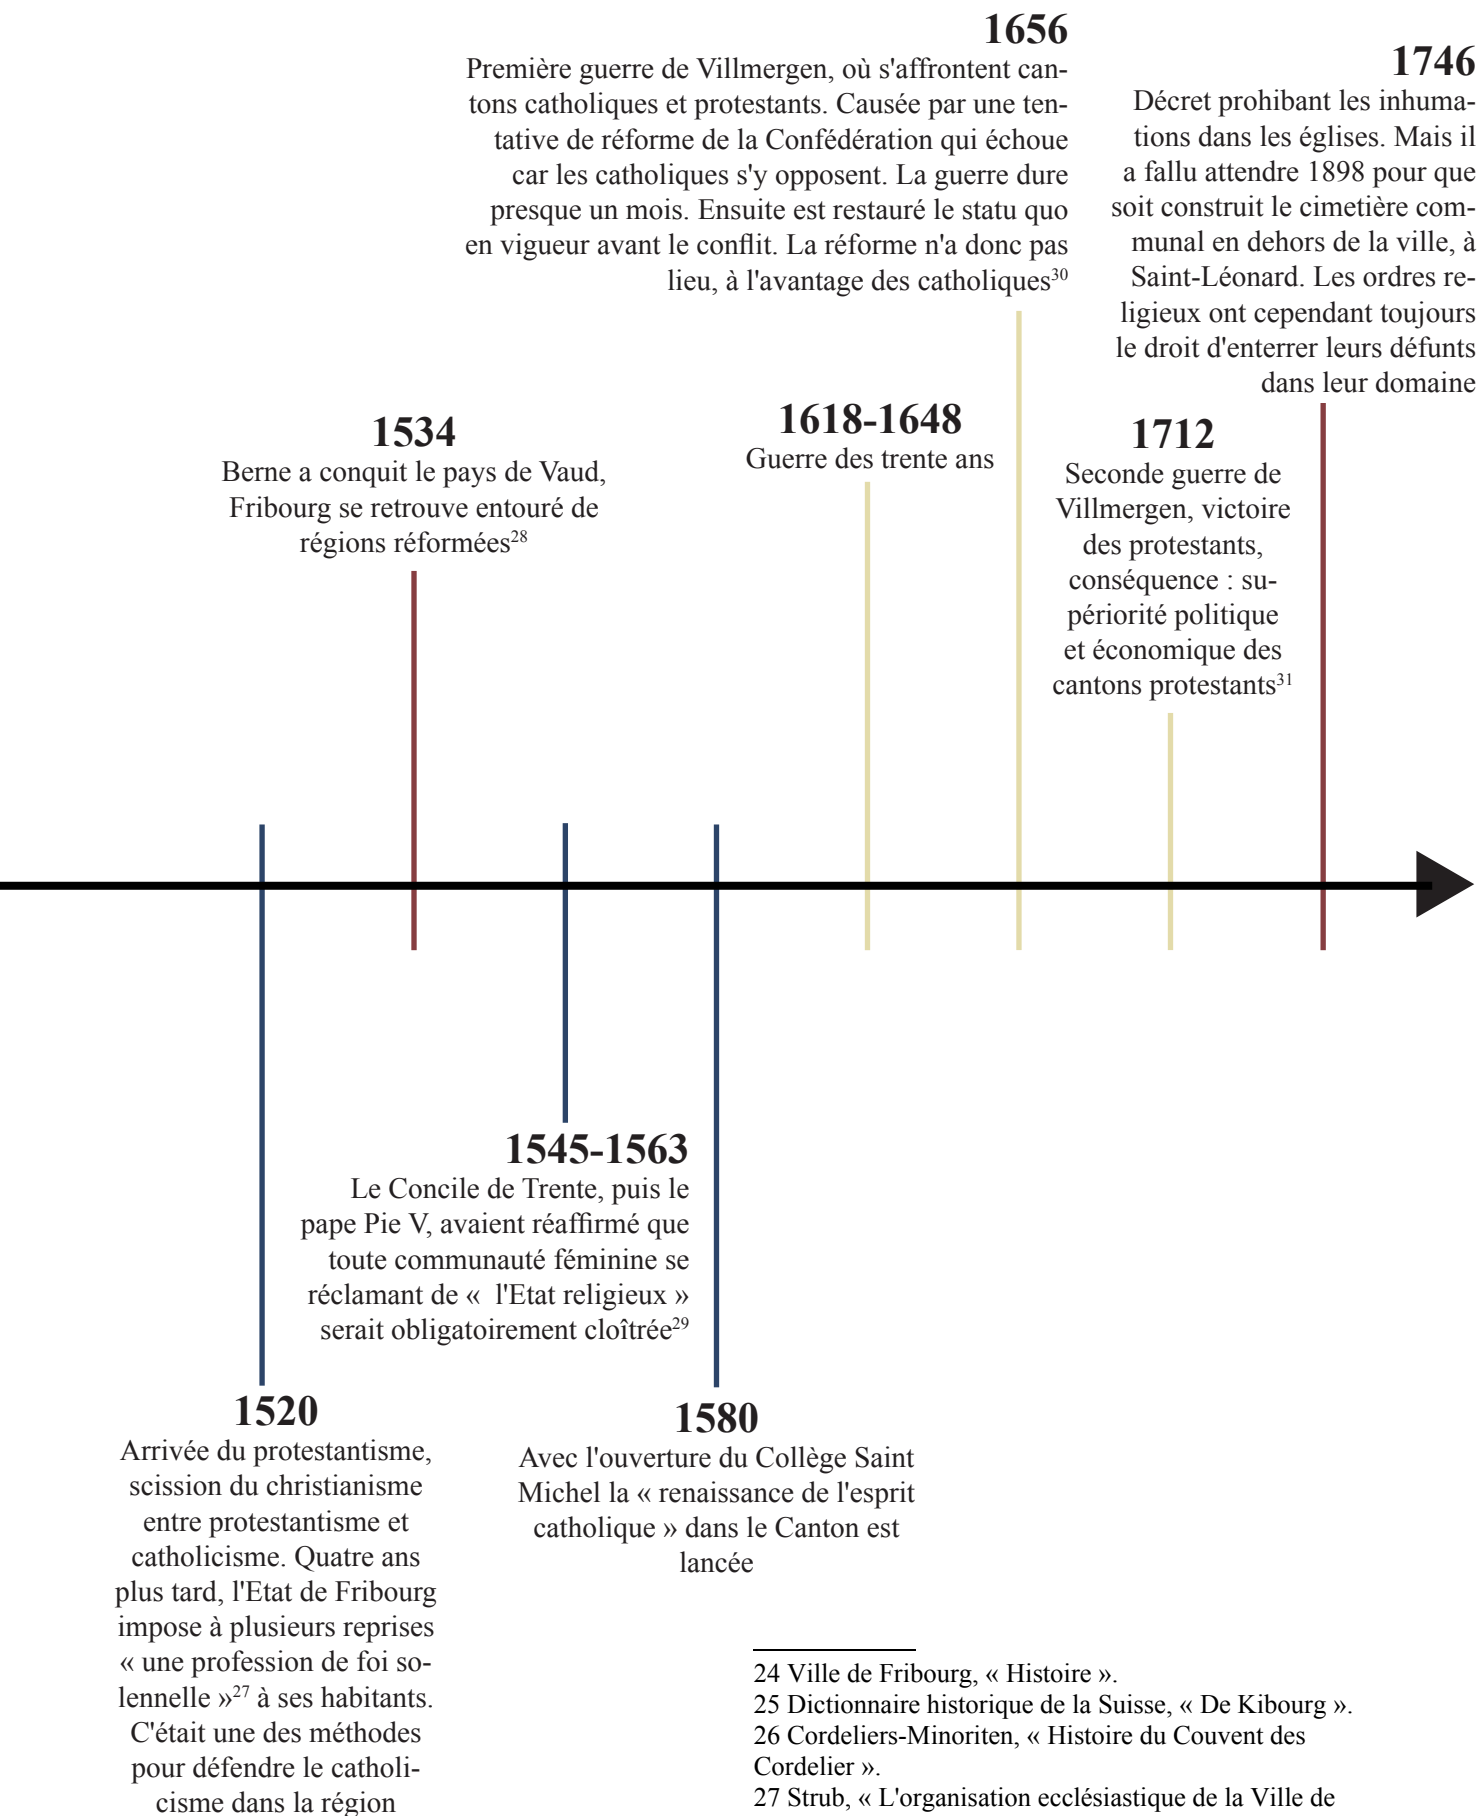 1656
Première guerre de Villmergen, où s'affrontent can-
tons catholiques et protestants. Causée par une ten-
tative de réforme de la Confédération qui échoue
car les catholiques s'y opposent. La guerre dure
presque un mois. Ensuite est restauré le statu quo
en vigueur avant le conflit. La réforme n'a donc pas
lieu, à l'avantage des catholiques30
1746
Décret prohibant les inhuma-
tions dans les églises. Mais il
a fallu attendre 1898 pour que
soit construit le cimetière com-
munal en dehors de la ville, à
Saint-Léonard. Les ordres re-
ligieux ont cependant toujours
le droit d'enterrer leurs défunts
dans leur domaine
1534
Berne a conquit le pays de Vaud,
Fribourg se retrouve entouré de
régions réformées28
1618-1648
Guerre des trente ans
1712
Seconde guerre de
Villmergen, victoire
des protestants,
conséquence : su-
périorité politique
et économique des
cantons protestants31
1545-1563
Le Concile de Trente, puis le
pape Pie V, avaient réaffirmé que
toute communauté féminine se
réclamant de «  l'Etat religieux »
serait obligatoirement cloîtrée29
1520
Arrivée du protestantisme,
scission du christianisme
entre protestantisme et
catholicisme. Quatre ans
plus tard, l'Etat de Fribourg
impose à plusieurs reprises
« une profession de foi so-
lennelle »27 à ses habitants.
C'était une des méthodes
pour défendre le catholi-
cisme dans la région
1580
Avec l'ouverture du Collège Saint
Michel la « renaissance de l'esprit
catholique » dans le Canton est
lancée
24 Ville de Fribourg, « Histoire ».
25 Dictionnaire historique de la Suisse, « De Kibourg ».
26 Cordeliers-Minoriten, « Histoire du Couvent des
Cordelier ».
27 Strub, « L'organisation ecclésiastique de la Ville de